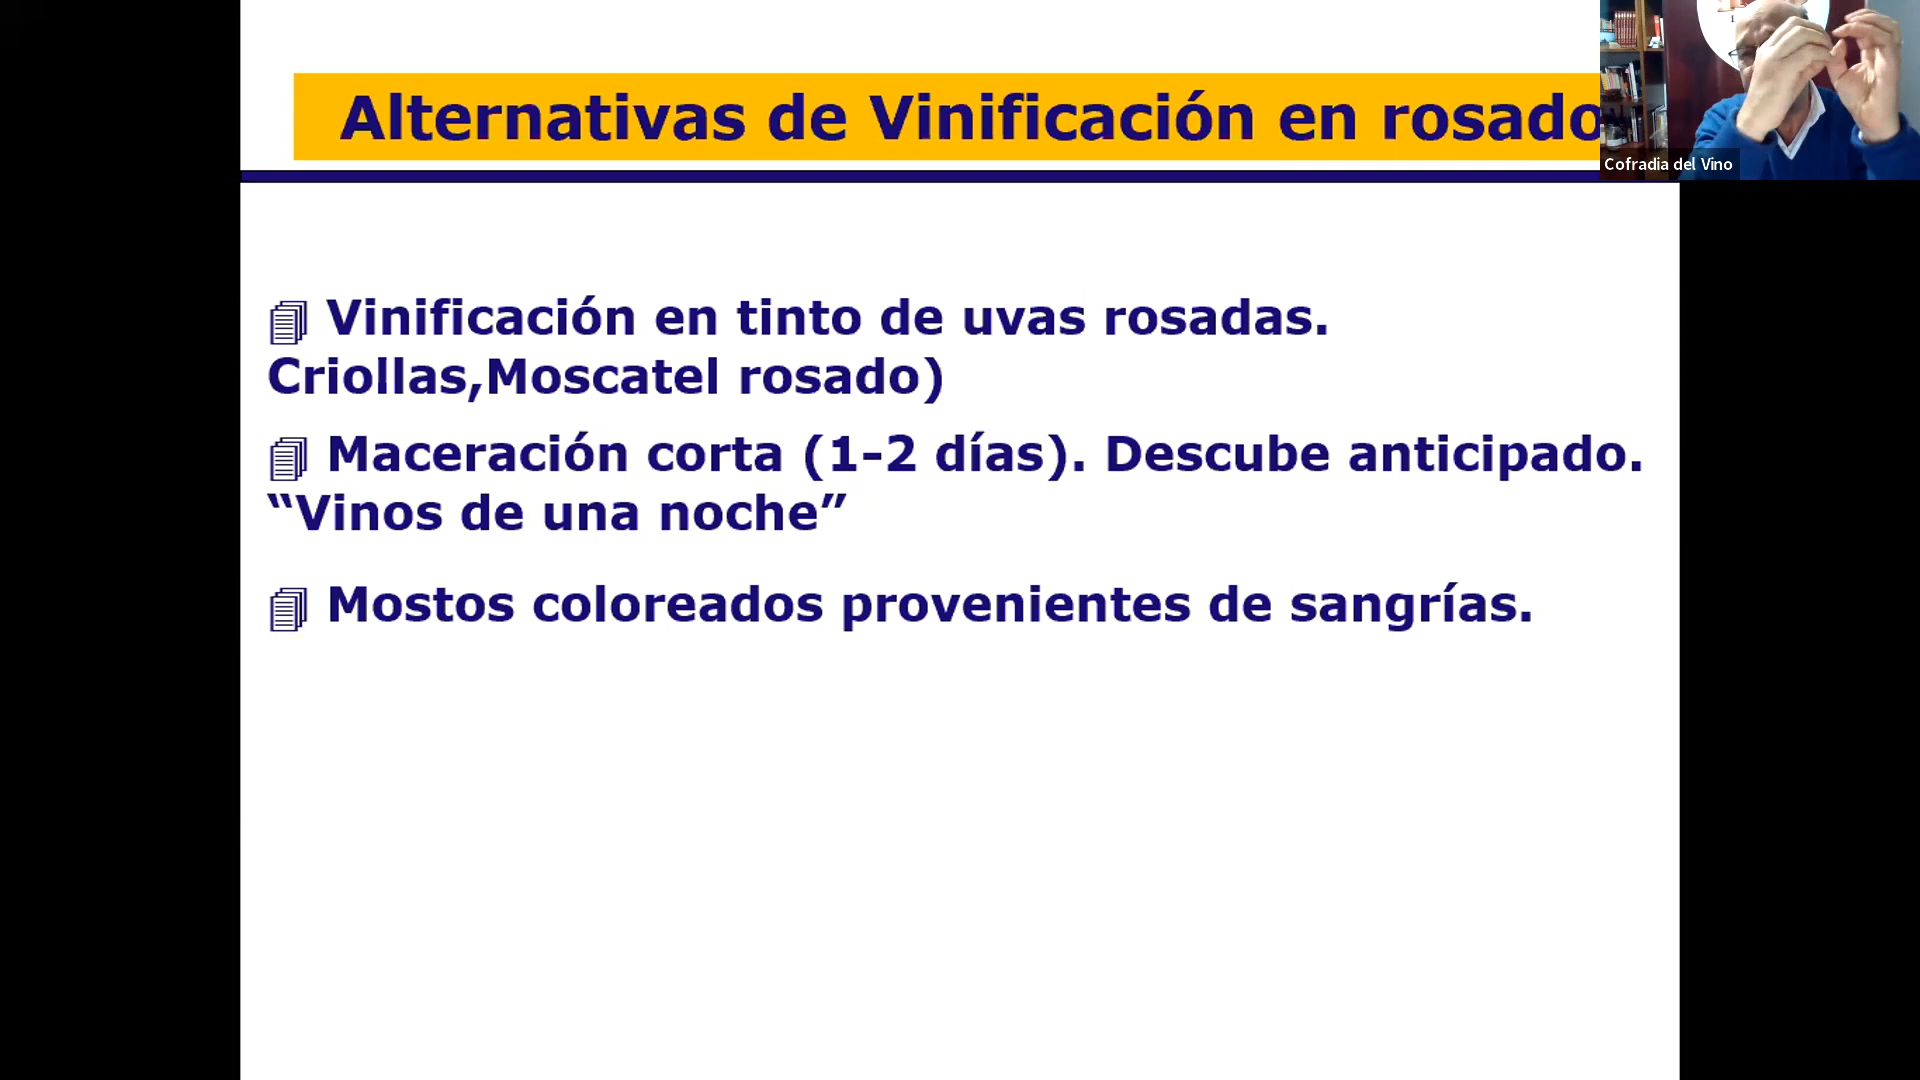 Alternativas de Vinificación en rosado
Cofradia del Vino
Vinificación en tinto de uvas rosadas.
Criollas,Moscatel rosado)
Maceración corta (1-2 días). Descube anticipado.
“Vinos de una noche”
Mostos coloreados provenientes de sangrías.